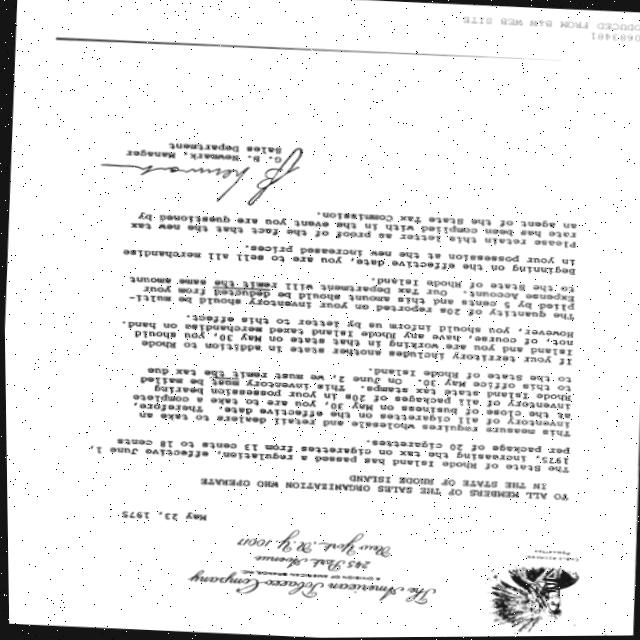 The American Tobacco Company
A DIVISION OF AMERICAN BRANDS, INC.
245 Park Avenue
New York, N.Y. 10017
May 23, 1975
TO ALL MEMBERS OF THE SALES ORGANIZATION WHO OPERATE
IN THE STATE OF RHODE ISLAND
The State of Rhode Island has passed a regulation, effective June 1,
1975, increasing the tax on cigarettes from 13 cents to 18 cents
per package of 20 cigarettes.
This measure requires wholesale and retail dealers to take an
inventory of all cigarettes on the effective date. Therefore,
at the close of business on May 30, you are to take a complete
inventory of all packages of 20s in your possession bearing
Rhode Island state tax stamps. This inventory must be mailed
to this office May 30. On June 2, we must remit the tax due
to the State of Rhode Island.
If your territory includes another state in addition to Rhode
Island and you are working in that state on May 30, you should
not, of course, have any Rhode Island taxed merchandise on hand.
However, you should inform us by letter to this effect.
The quantity of 20s reported on your inventory should be multi-
plied by 5 cents and this amount should be deducted from your
Expense Account. Our Tax Department will remit the same amount
to the State of Rhode Island.
Beginning on the effective date, you are to sell all merchandise
in your possession at the new increased prices.
Please retain this letter as proof of the fact that the new tax
rate has been complied with in the event you are questioned by
an agent of the State Tax Commission.
G. B. Newmark, Manager
Sales Department
ODUCED FROM B&W WEB SITE